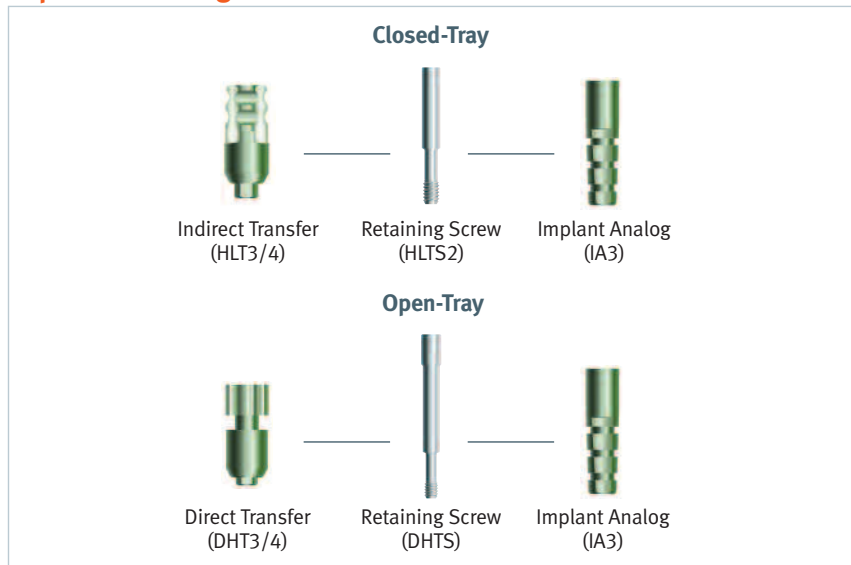 Closed-Tray
Indirect Transfer
(HLT3/4)
Retaining Screw
(HLTS2)
Implant Analog
(IA3)
Open-Tray
Direct Transfer
(DHT3/4)
Retaining Screw
(DHTS)
Implant Analog
(IA3)